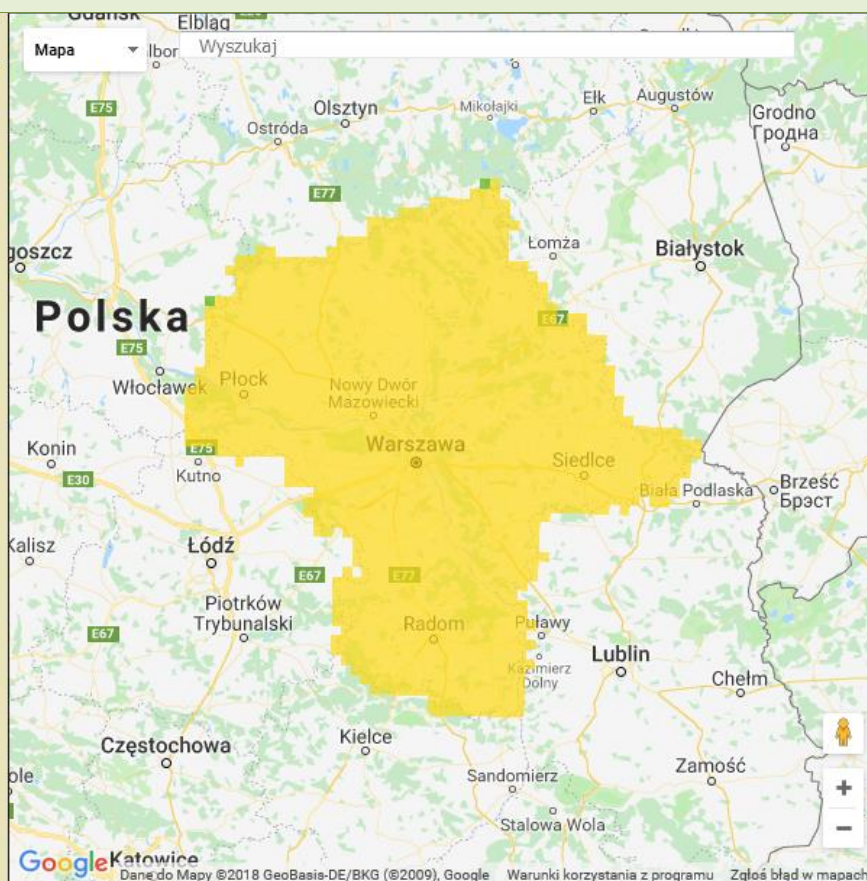 Gdańsk
Elbląg
Mapa
Wyszukaj
E75
Olsztyn
Mikołajki
Ełk
Augustów
Ostróda
Grodno
Гродна
E77
Łomża
Białystok
Polska
E67
E75
Włocławek
Płock
Nowy Dwór
Mazowiecki
Warszawa
Konin
E75
Siedlce
E30
Kutno
Biała Podlaska
Brześć
Брэст
Kalisz
Łódź
E67
E77
Piotrków
Trybunalski
E67
Radom
Puławy
Kazimierz
Dolny
Lublin
Chełm
Częstochowa
Kielce
Zamość
Sandomierz
Stalowa Wola
+
−
Google
Katowice
Dane do Mapy ©2018 GeoBasis-DE/BKG (©2009), Google Warunki korzystania z programu Zgłoś błąd w mapach